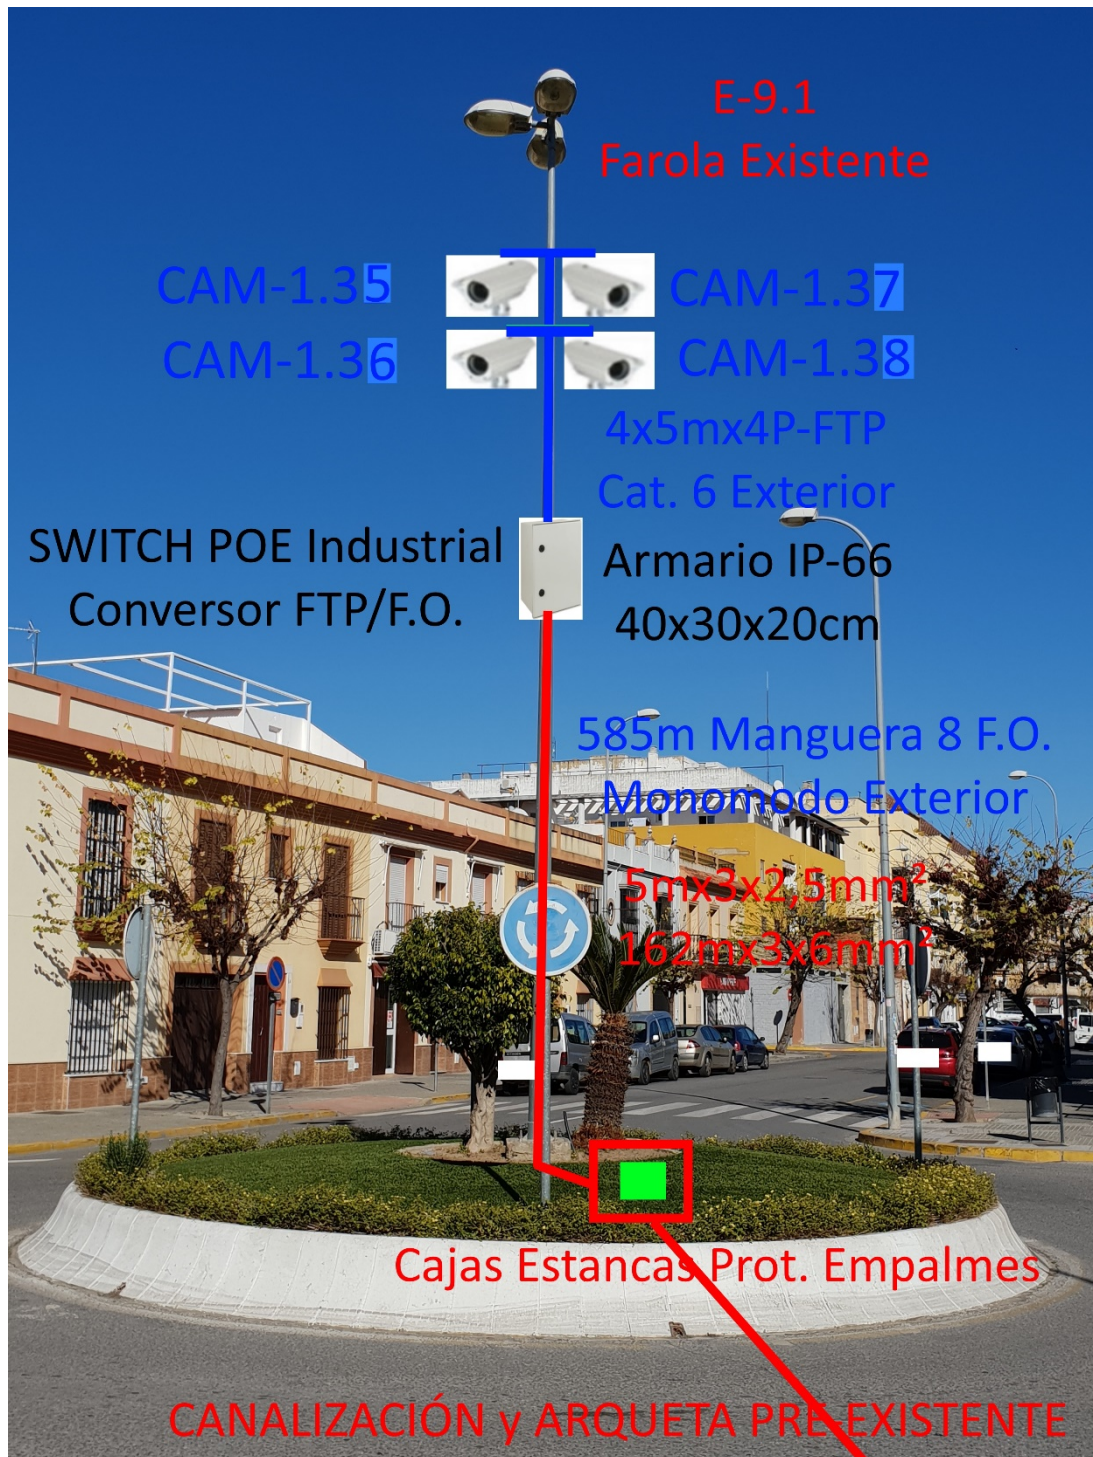 E-9.1
Farola Existente
CAM-1.35
CAM-1.37
CAM-1.36
CAM-1.38
4x5mx4P-FTP
Cat. 6 Exterior
SWITCH POE Industrial
Conversor FTP/F.O.
Armario IP-66
40x30x20cm
585m Manguera 8 F.O.
Monomodo Exterior
5mx3x2,5mm²
162mx3x6mm²
Cajas Estancas Prot. Empalmes
CANALIZACIÓN y ARQUETA PRE-EXISTENTE